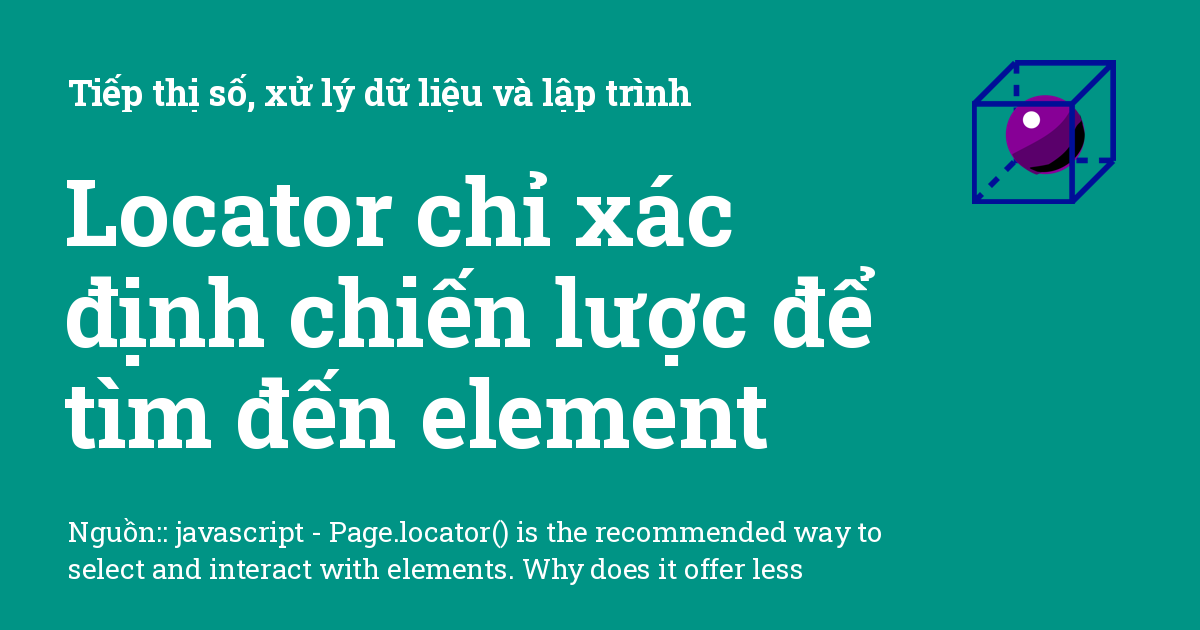 Tiếp thị số, xử lý dữ liệu và lập trình
Locator chỉ xác
định chiến lược để
tìm đến element
Nguồn:: javascript - Page.locator() is the recommended way to
select and interact with elements. Why does it offer less